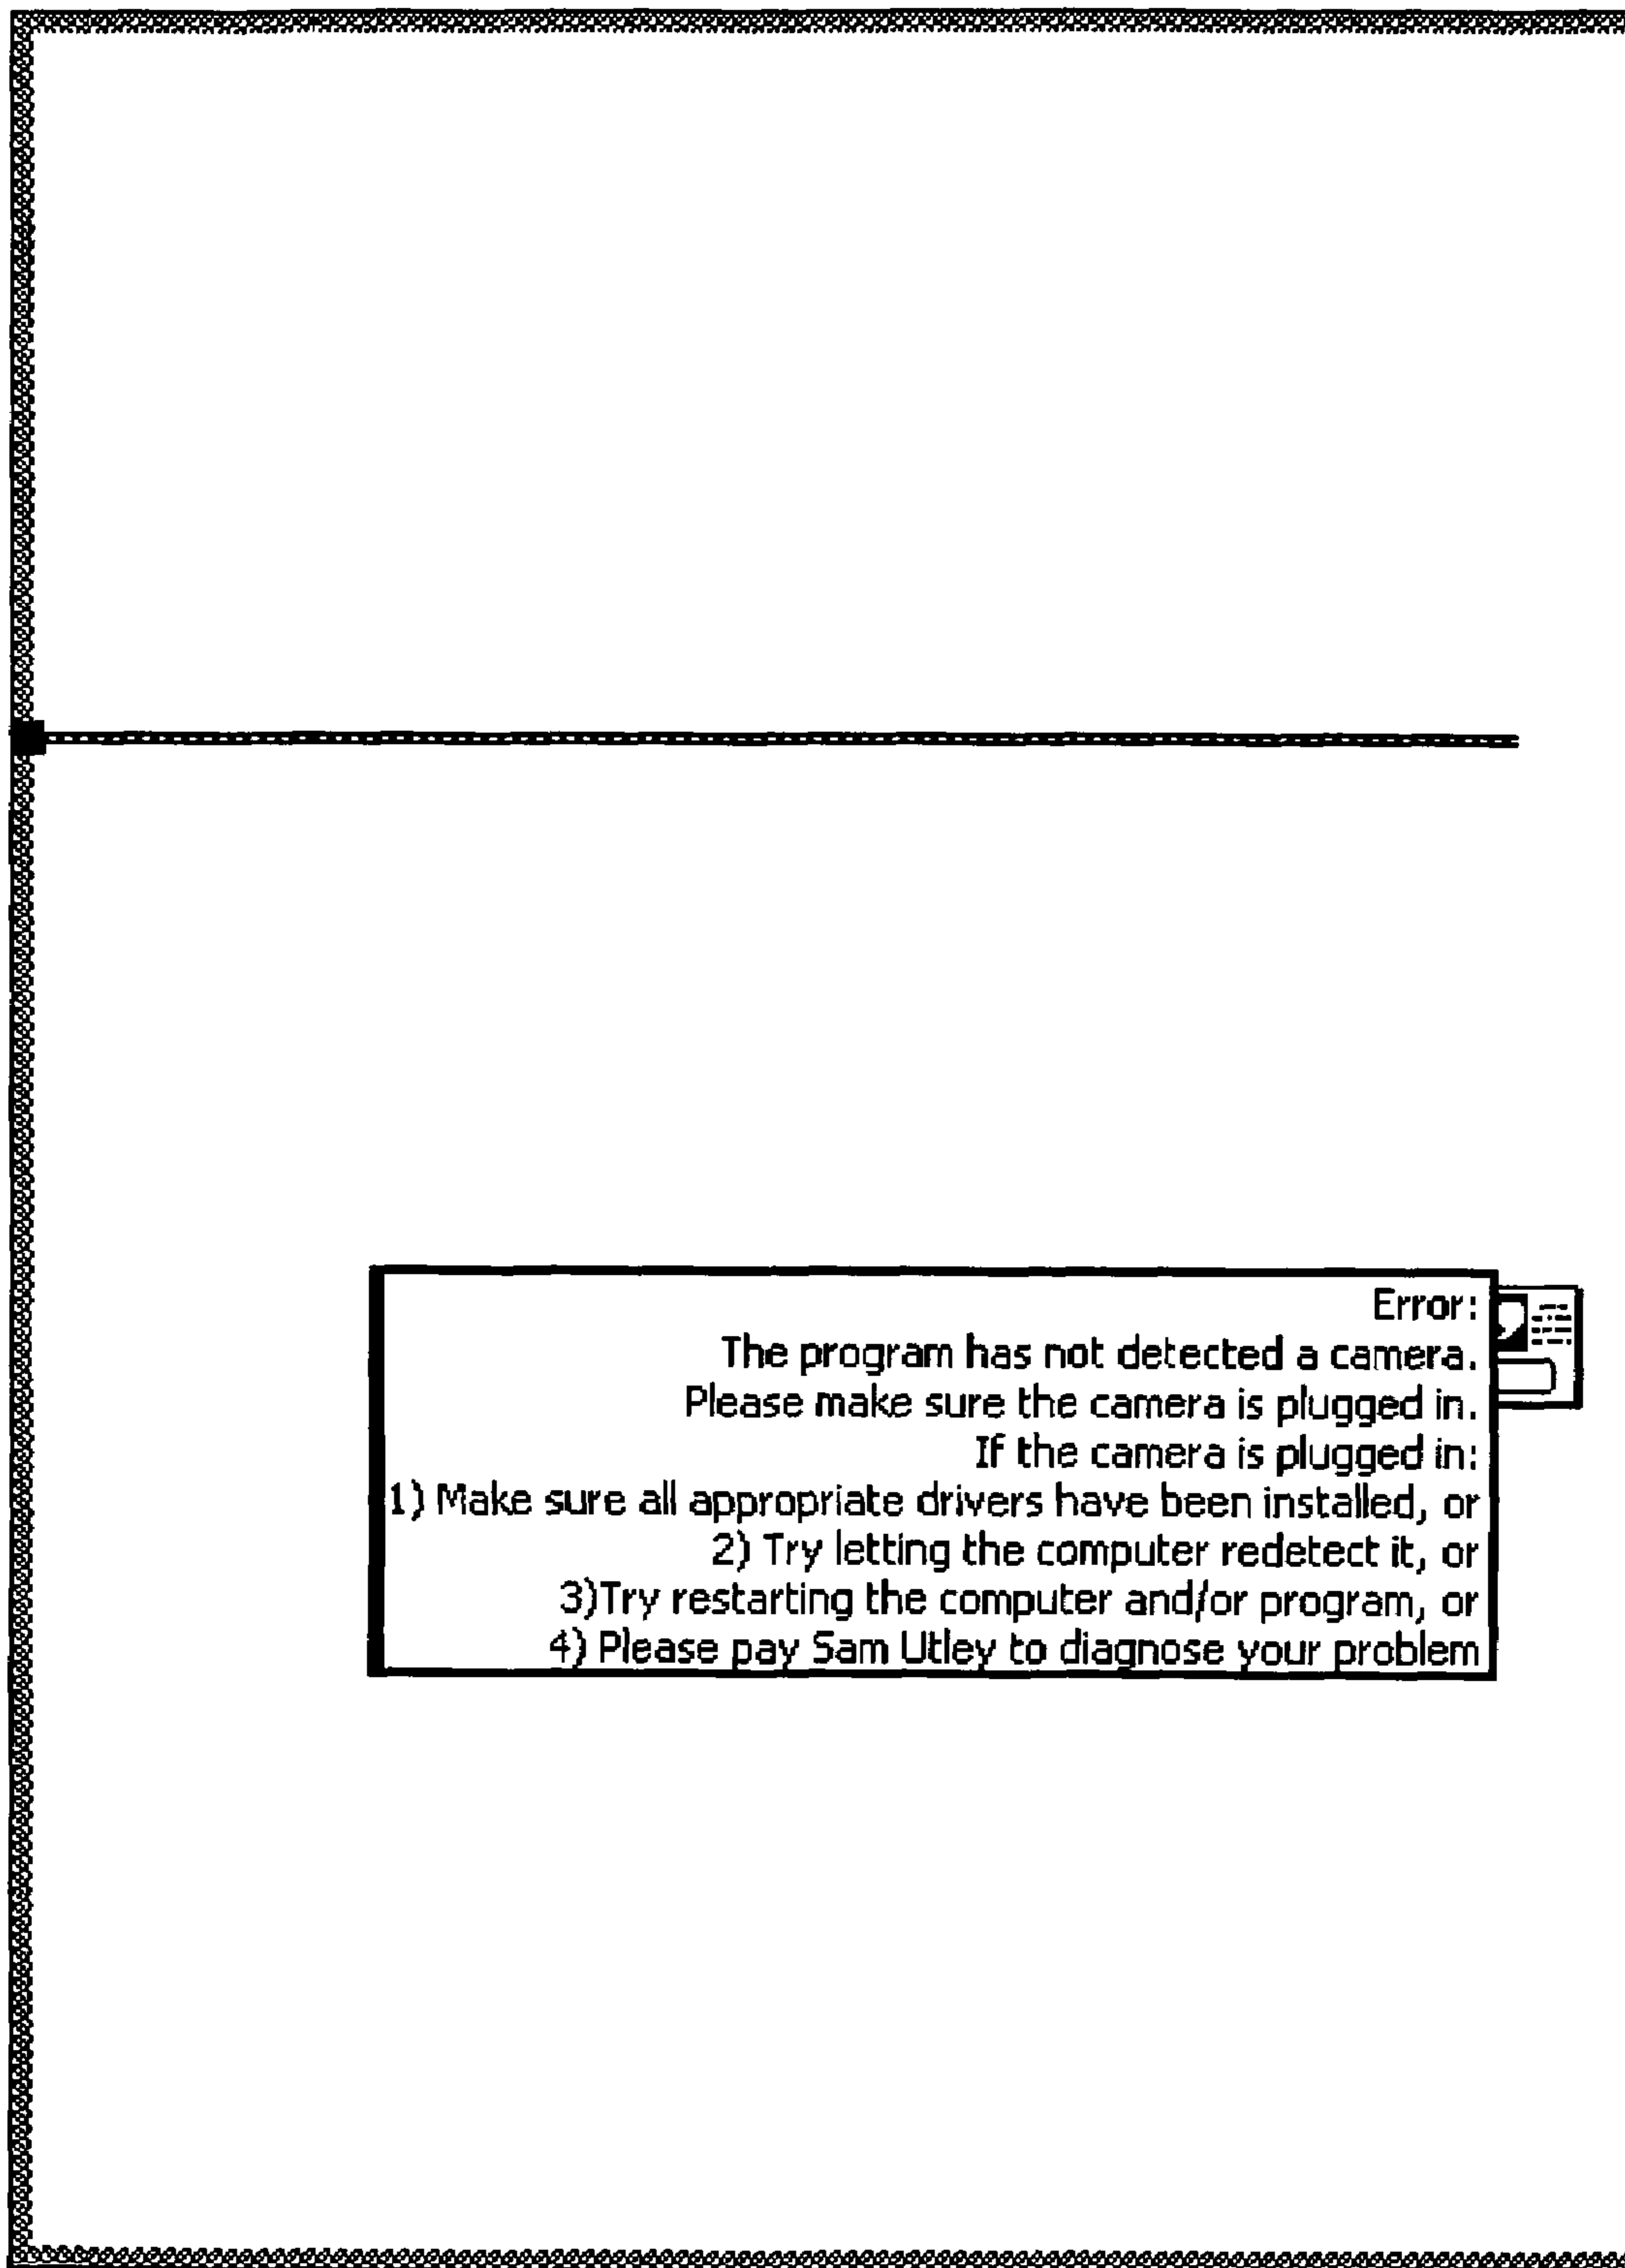 Error:
The program has not detected a camera.
Please make sure the camera is plugged in.
If the camera is plugged in:
1) Make sure all appropriate drivers have been installed, or
2) Try letting the computer redetect it, or
3)Try restarting the computer and/or program, or
4) Please pay Sam Utley to diagnose your problem